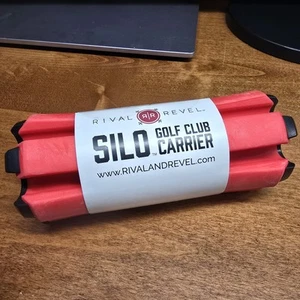 RIVAL RR REVEL
SILO GOLF CLUB
CARRIER
www.RIVALANDREVEL.com